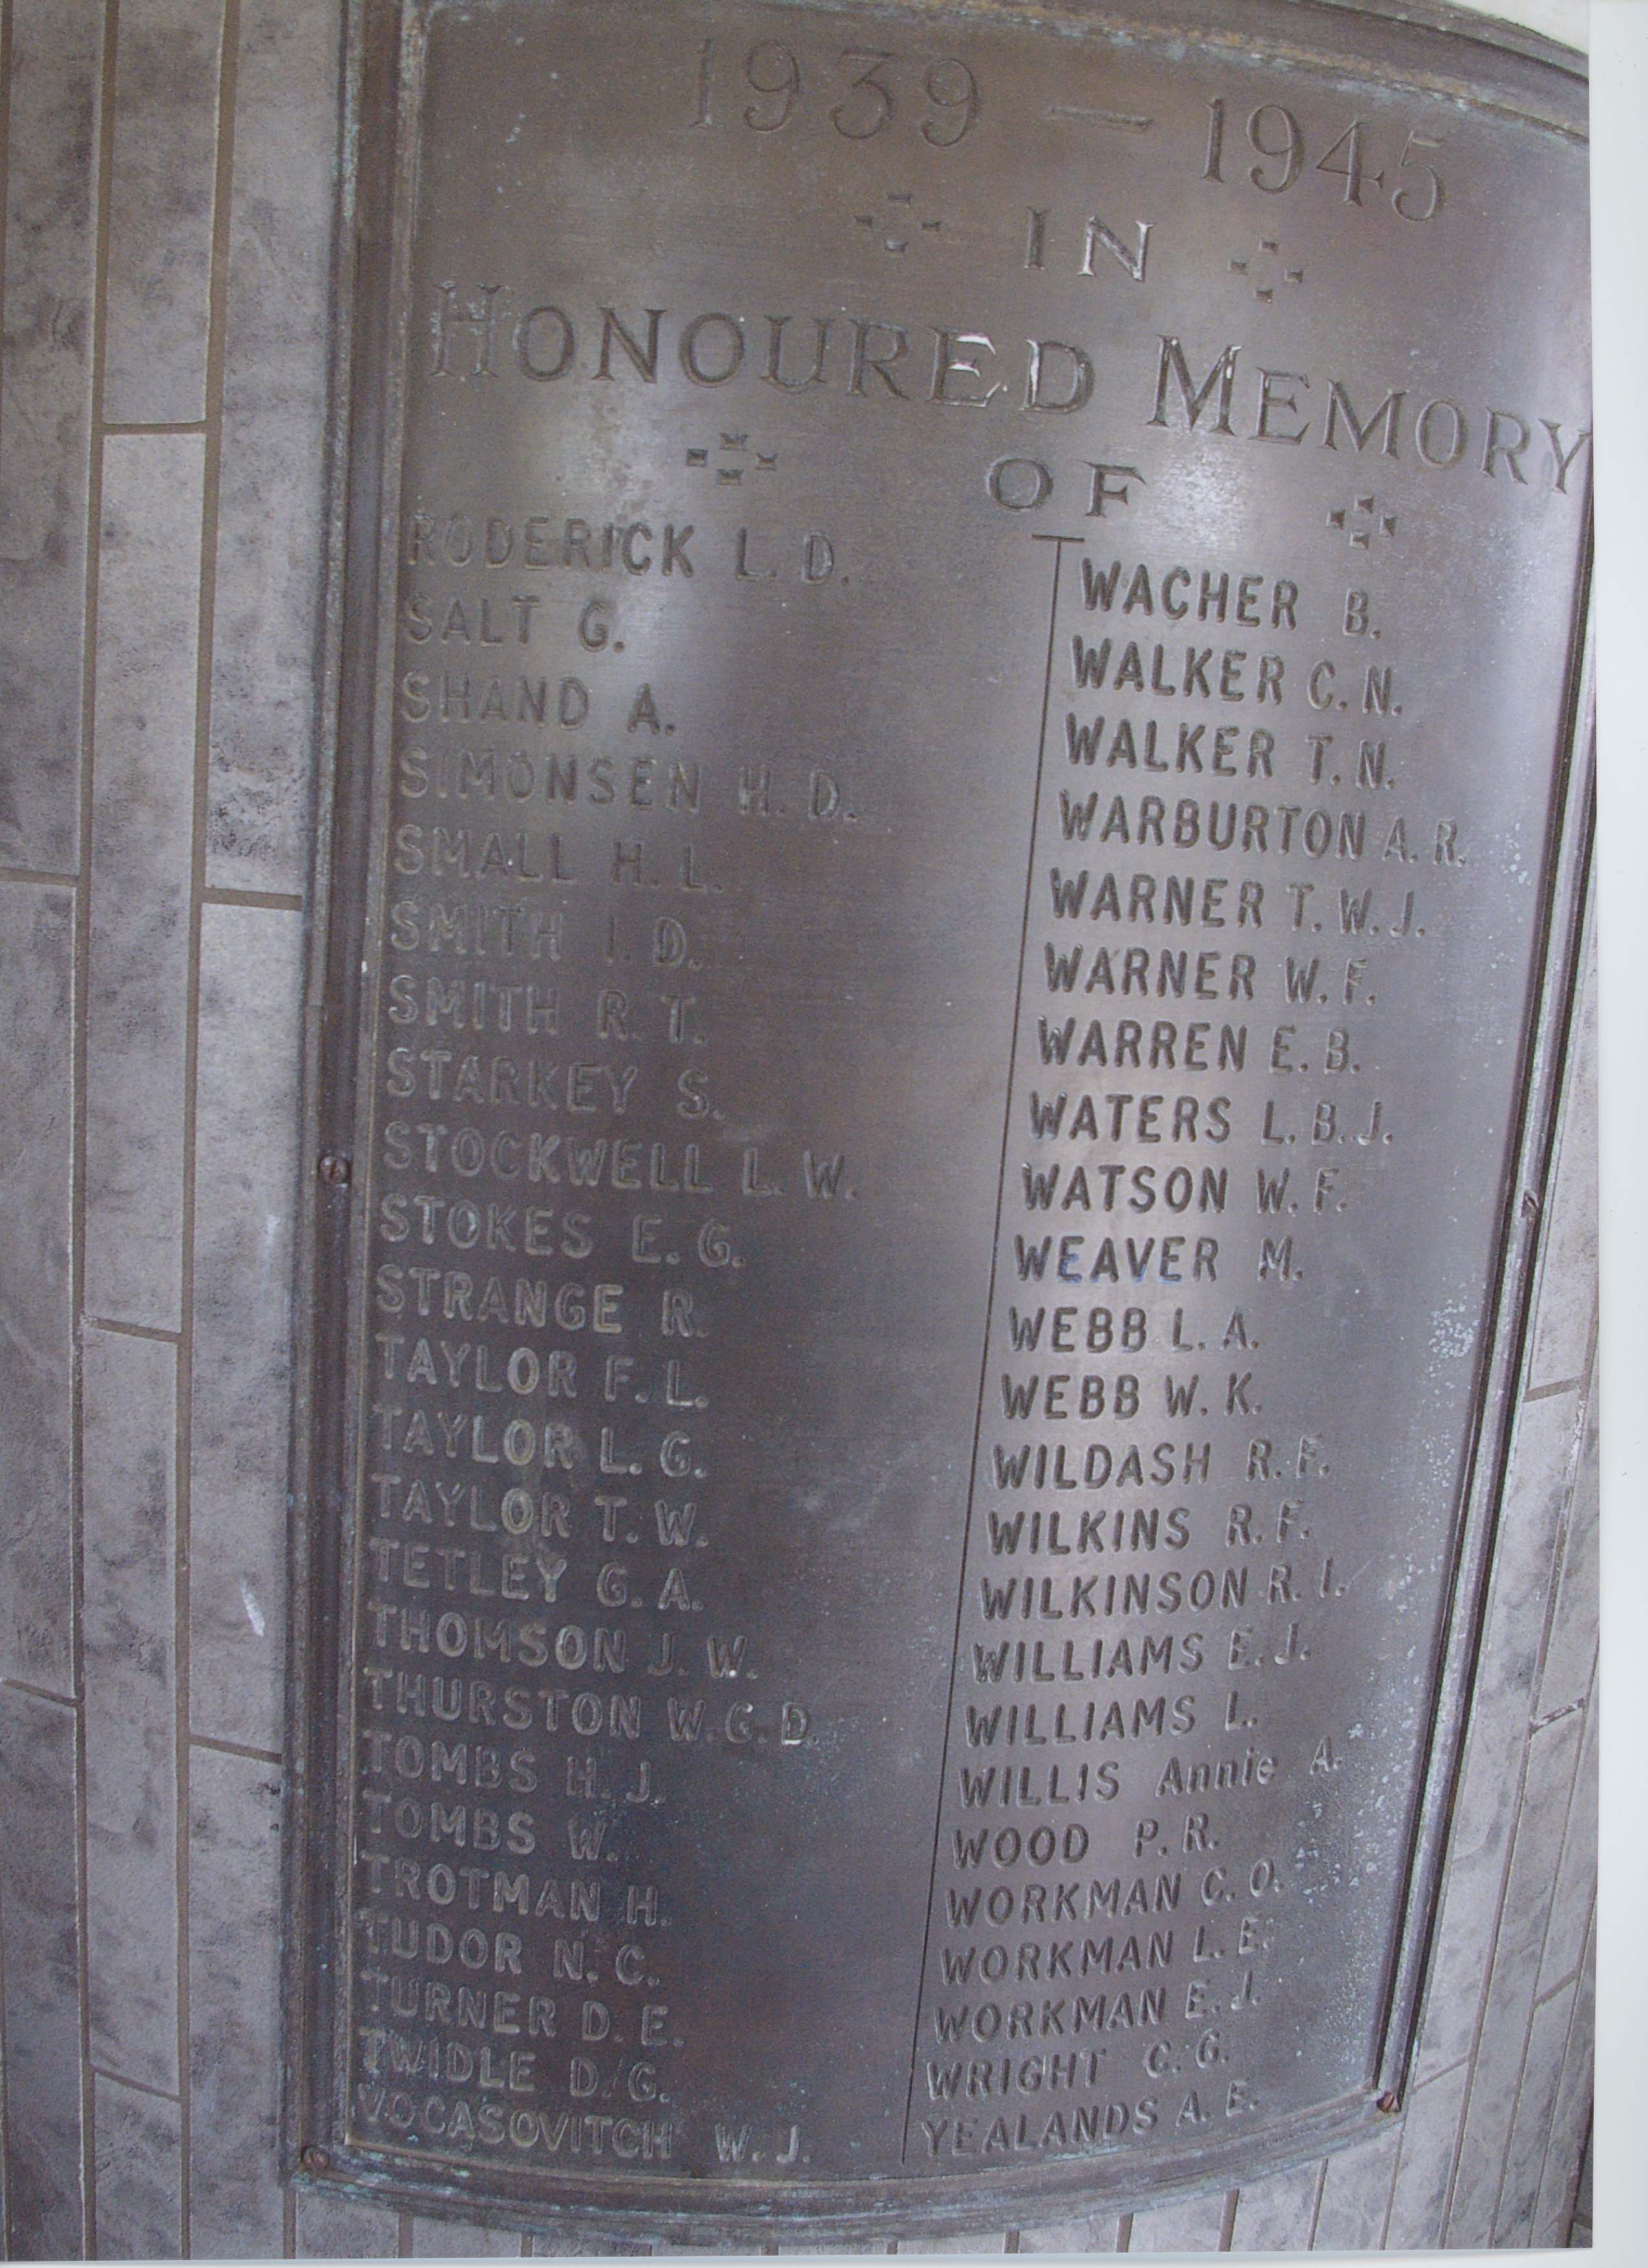 1939 — 1945
IN
HONOURED MEMORY
OF
RODERICK L. D.
SALT G.
SHAND A.
SIMONSEN H. D.
SMALL H. L.
SMITH I. D.
SMITH R. T.
STARKEY S.
STOCKWELL L. W.
STOKES E. G.
STRANGE R.
TAYLOR F. L.
TAYLOR L. G.
TAYLOR T. W.
TETLEY G. A.
THOMSON J. W.
THURSTON W. G. D.
TOMBS H. J.
TOMBS W.
TROTMAN H.
TUDOR N. C.
TURNER D. E.
TWIDLE D. G.
VOCASOVITCH W. J.
WACHER B.
WALKER C. N.
WALKER T. N.
WARBURTON A. R.
WARNER T. W. J.
WARNER W. F.
WARREN E. B.
WATERS L. B. J.
WATSON W. F.
WEAVER M.
WEBB L. A.
WEBB W. K.
WILDASH R. F.
WILKINS R. F.
WILKINSON R. I.
WILLIAMS E. J.
WILLIAMS L.
WILLIS Annie A.
WOOD P. R.
WORKMAN C. O.
WORKMAN L. E.
WORKMAN E. J.
WRIGHT C. G.
YEALANDS A. E.